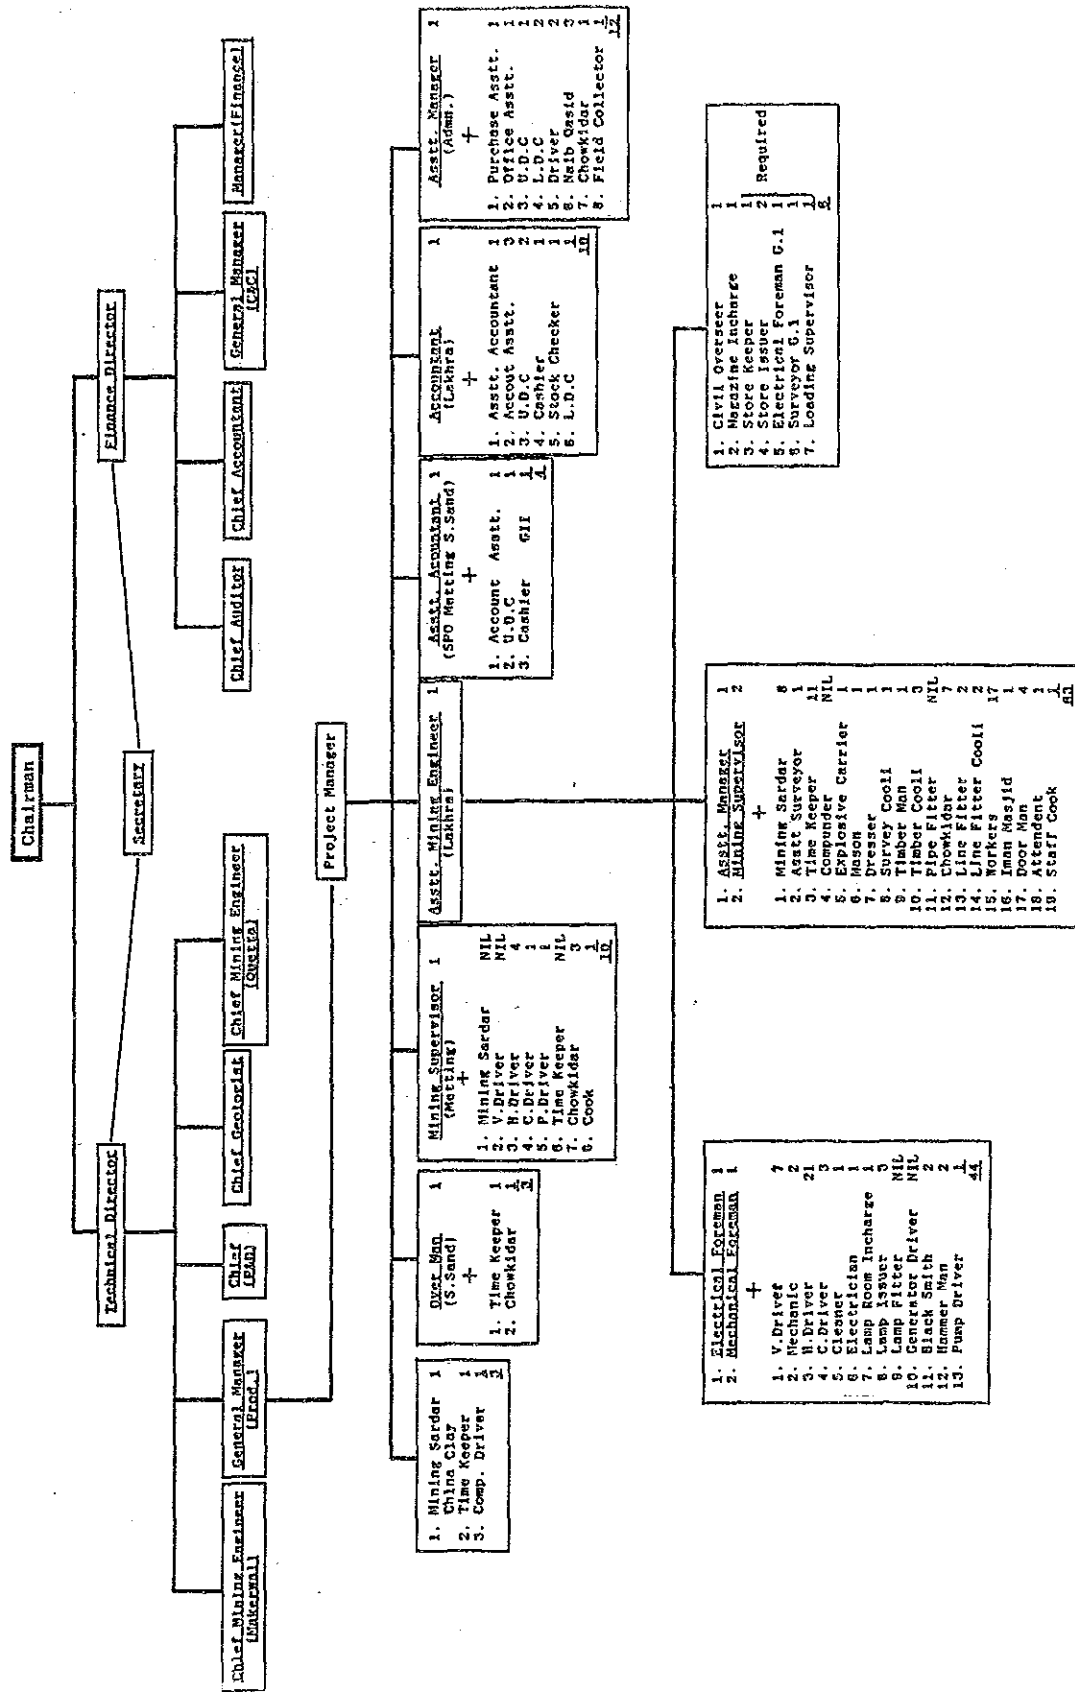 Chairman
Technical Director
Secretary
Finance Director
Chief Mining Engineer
(Makerwall)
General Manager
(Prod.)
Chief
(P&D)
Chief Geologist
Chief Mining Engineer
(Quetta)
Chief Auditor
Chief Accountant
General Manager
(C&C)
Manager(Finance)
Project Manager
1. Mining Sardar 1
China Clay
2. Time Keeper 1
3. Comp. Driver 1
3
Over Man 1
(S.Sand)
+
1. Time Keeper 1
2. Chowkidar 1
3
Mining Supervisor 1
(Metting)
+
1. Mining Sardar NIL
2. V.Driver NIL
3. H.Driver 4
4. C.Driver 1
5. P.Driver
6. Time Keeper NIL
7. Chowkidar 3
8. Cook 1
10
Asstt. Mining Engineer 1
(Lakhra)
Asstt. Accountant 1
(SPO Metting S.Sand)
+
1. Account Asstt. 1
2. U.D.C 1
3. Cashier GII 1
4
Accountant 1
(Lakhra)
+
1. Asstt. Accountant 1
2. Accout Asstt. 3
3. U.D.C 2
4. Cashier 1
5. Stock Checker 1
6. L.D.C 1
10
Asstt. Manager 1
(Admn.)
+
1. Purchase Asstt. 1
2. Office Asstt. 1
3. U.D.C 1
4. L.D.C 2
5. Driver 2
6. Naib Qasid 3
7. Chowkidar 1
8. Field Collector 1
12
1. Electrical Foreman 1
2. Mechanical Foreman 1
+
1. V.Driver 7
2. Mechanic 2
3. H.Driver 21
4. C.Driver 3
5. Cleaner 1
6. Electrician 1
7. Lamp Room Incharge 1
8. Lamp Issuer 3
9. Lamp Fitter NIL
10. Generator Driver NIL
11. Black Smith 2
12. Hammer Man 2
13. Pump Driver 1
44
1. Asstt. Manager 1
2. Mining Supervisor 2
+
1. Mining Sardar 8
2. Asstt Surveyor 1
3. Time Keeper 11
4. Compunder NIL
5. Explosive Carrier 1
6. Mason 1
7. Dresser 1
8. Survey Cooli 1
9. Timber Man 1
10. Timber Cooli 3
11. Pipe Fitter NIL
12. Chowkidar 7
13. Line Fitter 2
14. Line Fitter Cooli 2
15. Workers 17
16. Iman Masjid 1
17. Door Man 4
18. Attendent 1
19. Staff Cook 1
63
1. Civil Overseer 1
2. Magazine Incharge 1
3. Store Keeper 1
4. Store Issuer 2
5. Electrical Foreman G.1 1
6. Surveyor G.1 1
7. Loading Supervisor 1
Required